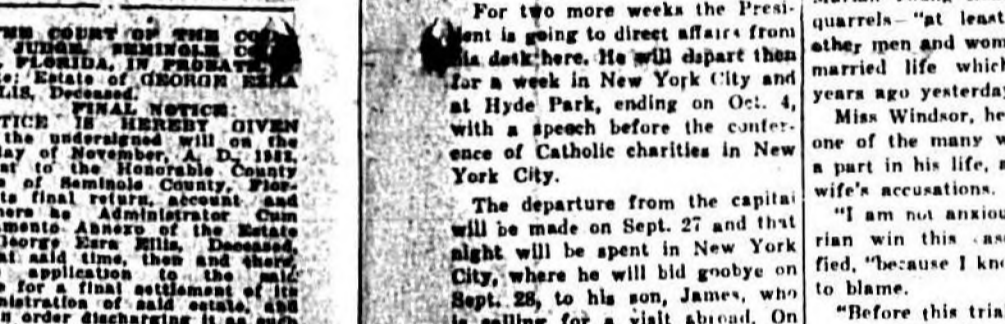 THE COURT OF THE
JUDGE, SEMINOLE
FLORIDA, IN PROBATE
Estate of GEORGE EZRA
Deceased.
FINAL NOTICE
IS HEREBY GIVEN
the undersigned will on the
of November, A. D.,
to the Honorable County
of Seminole County,
final return, account and
as Administrator Cum
Annexo of the Estate
George Ezra Ellis, Deceased,
at said time, then and there,
application to the said
for a final settlement of its
of said estate, and
order discharging it as such
For two more weeks the Presi-
dent is going to direct affairs from
his desk here. He will depart then
for a week in New York City and
at Hyde Park, ending on Oct. 4,
with a speech before the confer-
ence of Catholic charities in New
York City.
The departure from the capital
will be made on Sept. 27 and that
night will be spent in New York
City, where he will bid goobye on
Sept. 28, to his son, James, who
is sailing for a visit abroad. On
quarrels—"at least
other men and wom
married life which
years ago yesterday
Miss Windsor, he
one of the many w
a part in his life, a
wife's accusations.
"I am not anxio
rian win this cas
fied, "because I kno
to blame.
"Before this tria